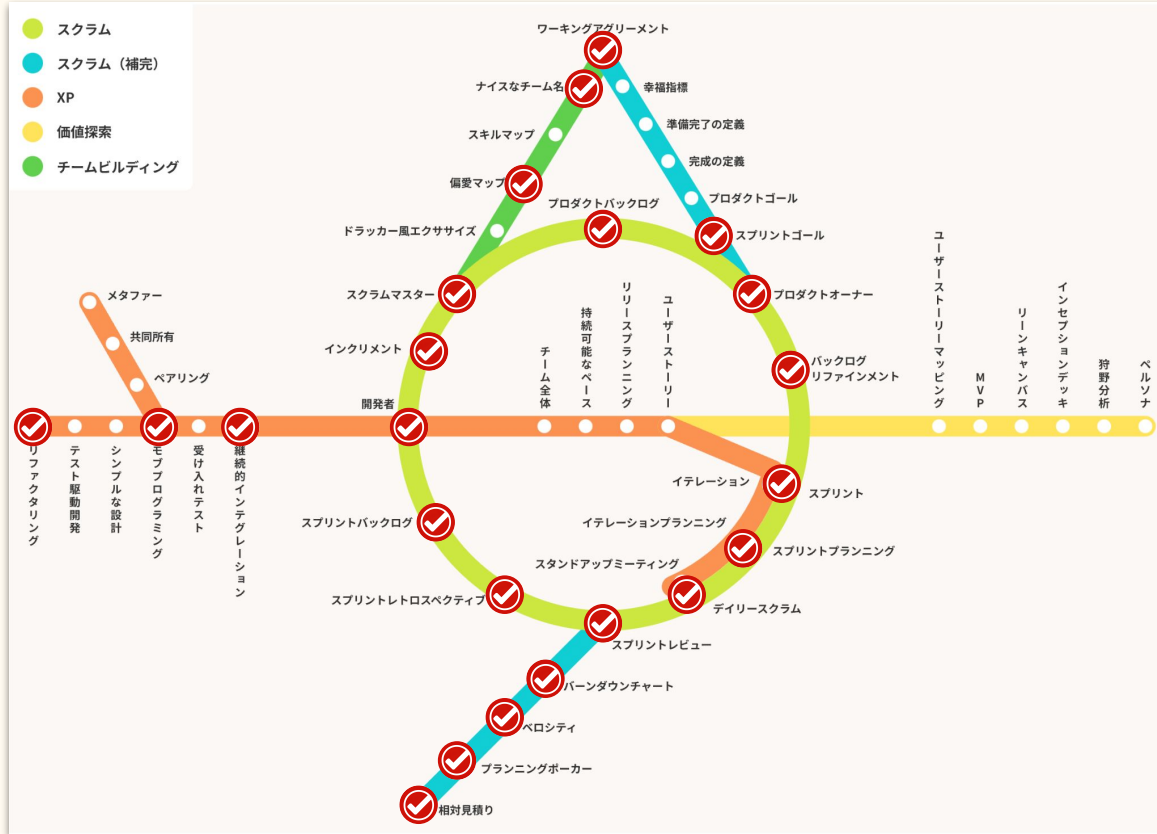 スクラム
スクラム（補完）
XP
価値探索
チームビルディング
ワーキングアグリーメント
ナイスなチーム名
幸福指標
スキルマップ
準備完了の定義
完成の定義
偏愛マップ
プロダクトバックログ
プロダクトゴール
ドラッカー風エクササイズ
スプリントゴール
スクラムマスター
プロダクトオーナー
メタファー
共同所有
ペアリング
インクリメント
開発者
チーム全体
持続可能なペース
リリースプランニング
ユーザーストーリー
バックログ
リファインメント
ユーザーストーリーマッピング
MVP
リーンキャンバス
インセプションデッキ
狩野分析
ペルソナ
リファクタリング
テスト駆動開発
シンプルな設計
モブプログラミング
受け入れテスト
継続的インテグレーション
イテレーション
スプリント
スプリントバックログ
イテレーションプランニング
スプリントプランニング
スタンドアップミーティング
スプリントレトロスペクティブ
デイリースクラム
スプリントレビュー
バーンダウンチャート
ベロシティ
プランニングポーカー
相対見積り